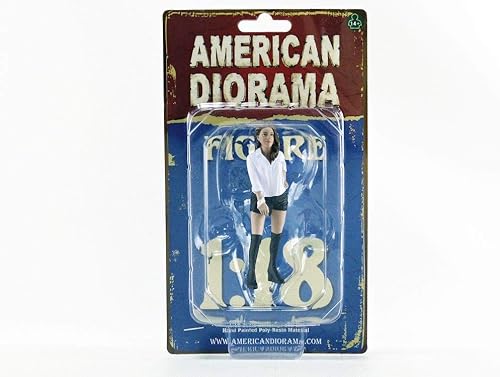 14+
AMERICAN
DIORAMA
FIGURE
1:18
Hand Painted Poly-Resin Material
WWW.AMERICANDIORAMA.COM